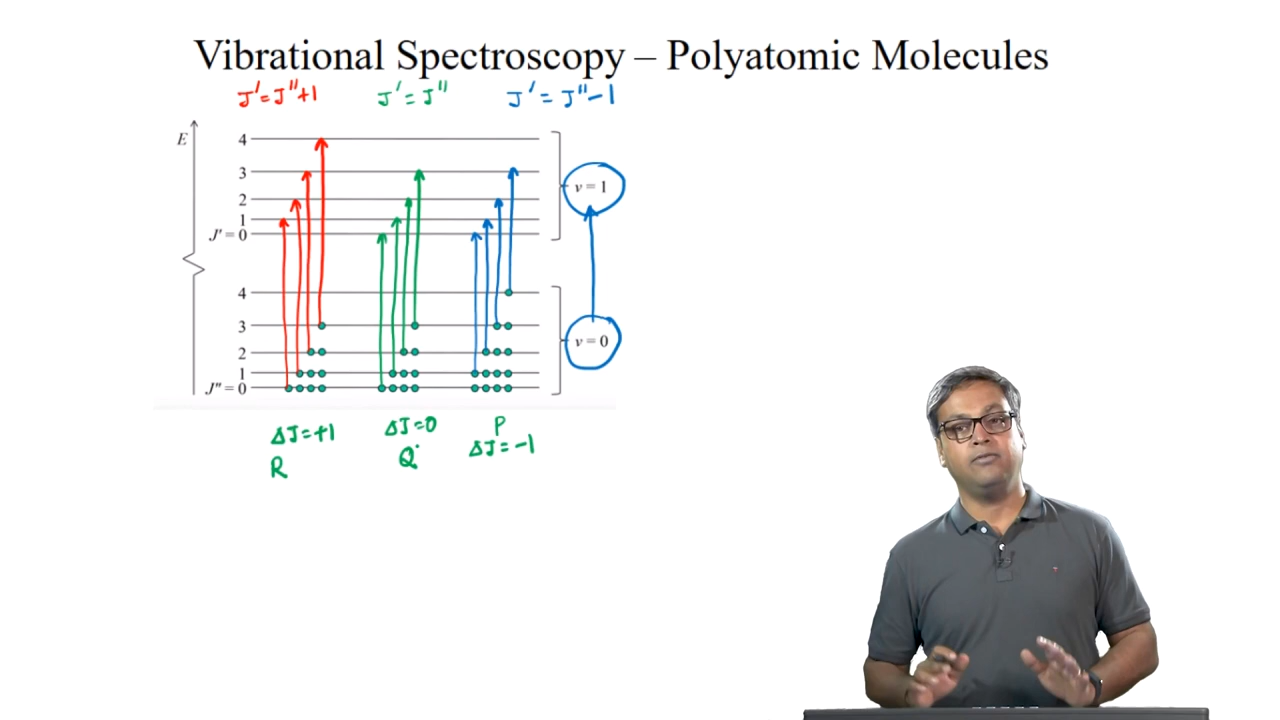 Vibrational Spectroscopy – Polyatomic Molecules
J' = J''+1
J' = J''
J' = J''-1
E
4
3
2
1
J' = 0
v = 1
4
3
2
1
J'' = 0
v = 0
ΔJ=+1
R
ΔJ=0
Q
P
ΔJ=-1